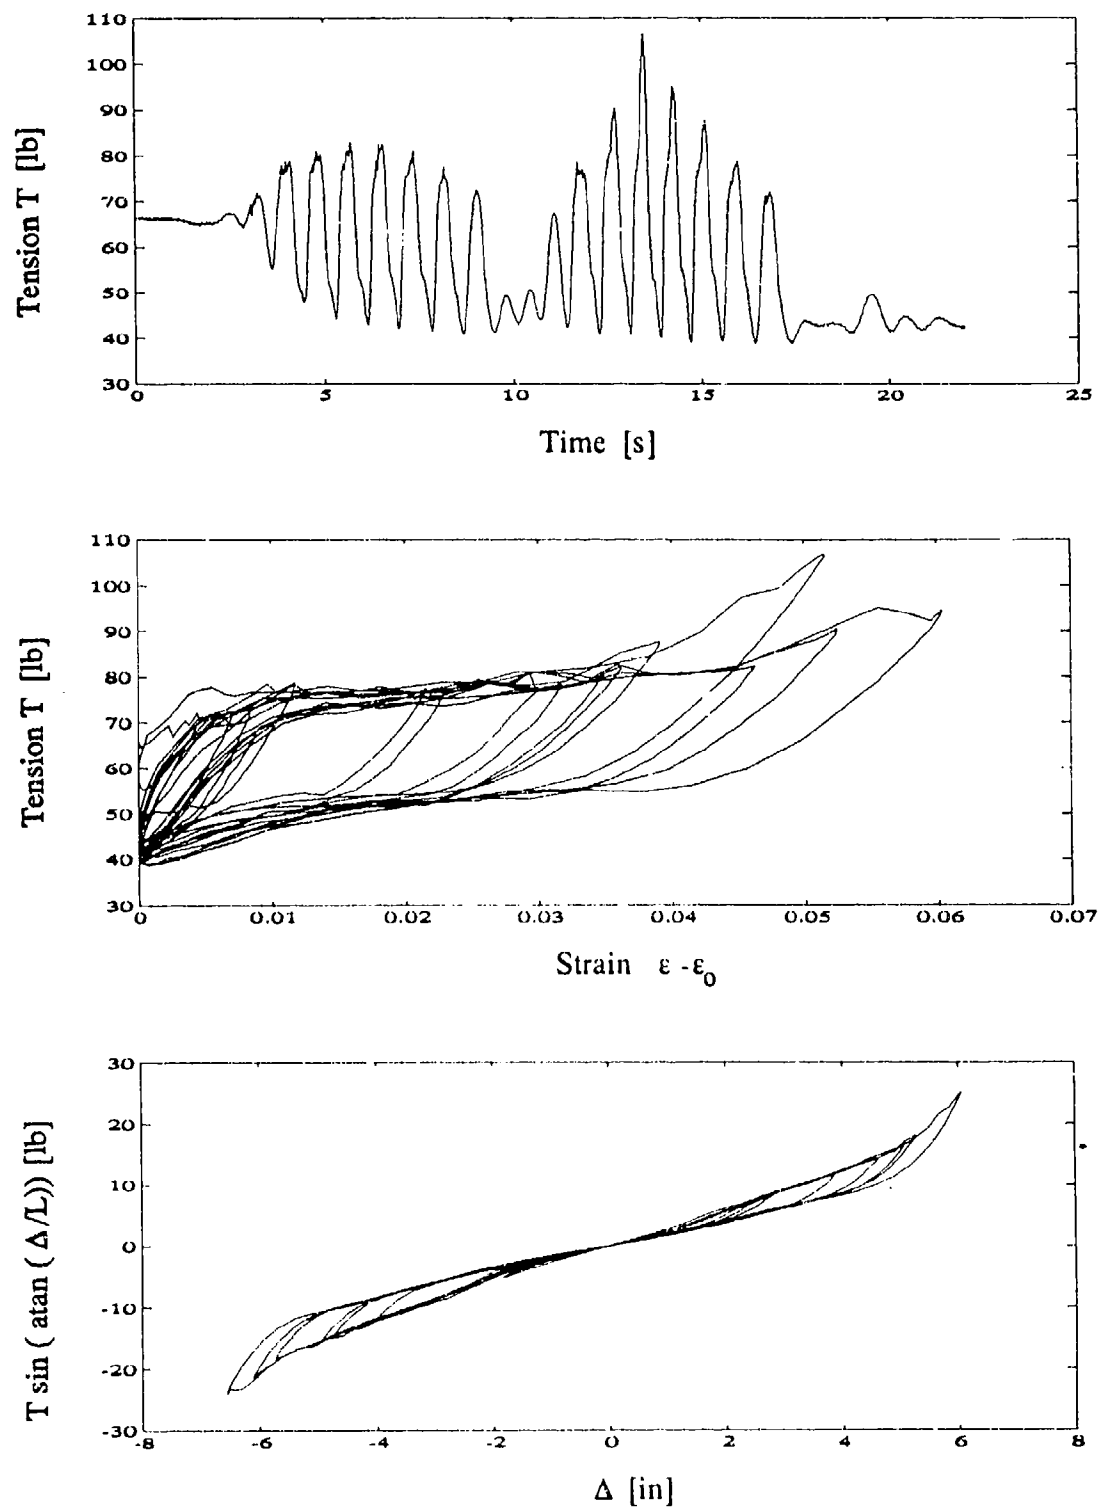 110
100
90
80
70
60
50
40
30
Tension T [lb]
0 5 10 15 20 25
Time [s]
110
100
90
80
70
60
50
40
30
Tension T [lb]
0 0.01 0.02 0.03 0.04 0.05 0.06 0.07
Strain ε - ε₀
30
20
10
0
-10
-20
-30
T sin ( atan ( Δ/L)) [lb]
-8 -6 -4 -2 0 2 4 6 8
Δ [in]